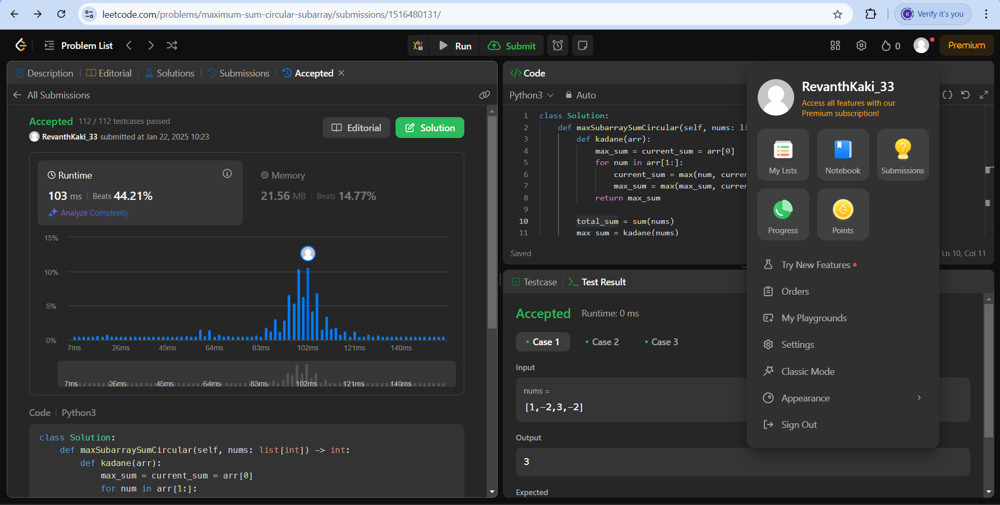 leetcode.com/problems/maximum-sum-circular-subarray/submissions/1516480131/
K Verify it's you
Problem List
Run
Submit
0
Premium
Description
Editorial
Solutions
Submissions
Accepted
All Submissions
Accepted 112 / 112 testcases passed
RevanthKaki_33 submitted at Jan 22, 2025 10:23
Editorial
Solution
Runtime
103 ms Beats 44.21%
Analyze Complexity
Memory
21.56 MB Beats 14.77%
15%
10%
5%
0%
7ms 26ms 45ms 64ms 83ms 102ms 121ms 140ms
7ms 26ms 45ms 64ms 83ms 102ms 121ms 140ms
Code Python3
class Solution:
def maxSubarraySumCircular(self, nums: list[int]) -> int:
def kadane(arr):
max_sum = current_sum = arr[0]
for num in arr[1:]:
</> Code
Python3 Auto
1 class Solution:
2 def maxSubarraySumCircular(self, nums: li
3 def kadane(arr):
4 max_sum = current_sum = arr[0]
5 for num in arr[1:]:
6 current_sum = max(num, curren
7 max_sum = max(max_sum, curren
8 return max_sum
9
10 total_sum = sum(nums)
11 max_sum = kadane(nums)
Saved
Ln 10, Col 11
Testcase
Test Result
Accepted Runtime: 0 ms
Case 1
Case 2
Case 3
Input
nums =
[1,-2,3,-2]
Output
3
Expected
RevanthKaki_33
Access all features with our
Premium subscription!
My Lists
Notebook
Submissions
Progress
Points
Try New Features
Orders
My Playgrounds
Settings
Classic Mode
Appearance
Sign Out